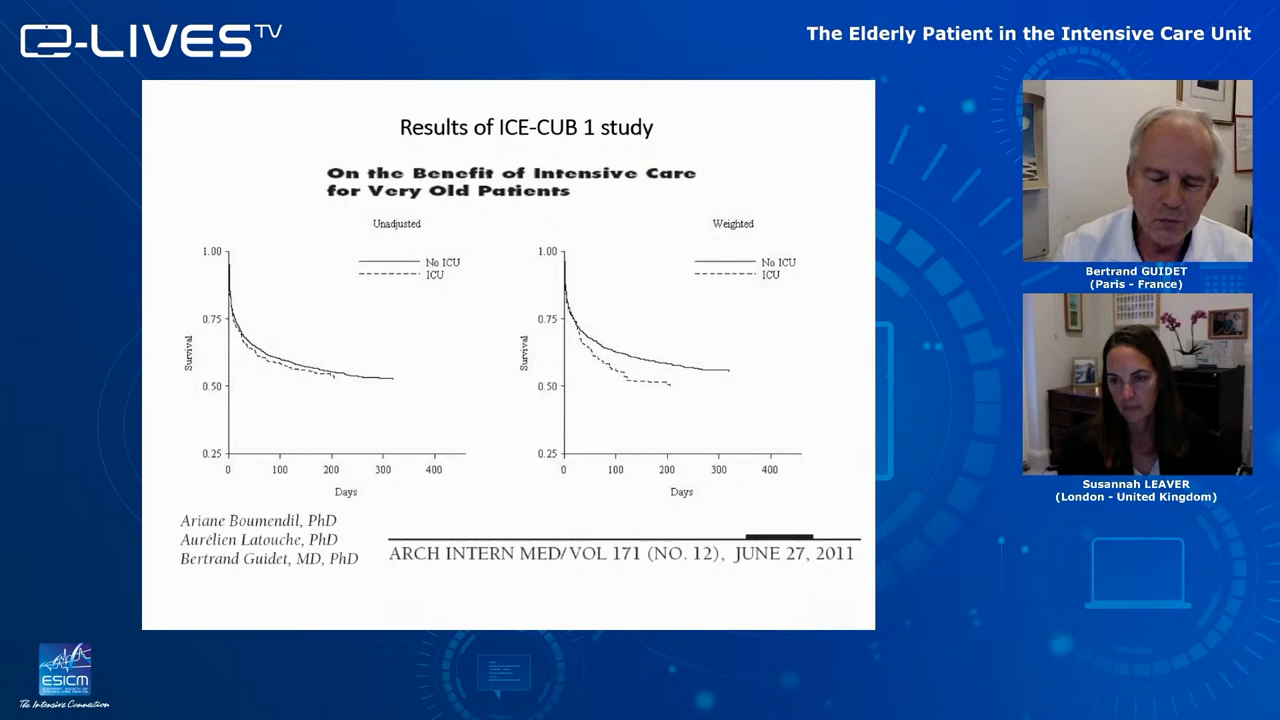 e-LIVES TV
The Elderly Patient in the Intensive Care Unit
Results of ICE-CUB 1 study
On the Benefit of Intensive Care
for Very Old Patients
Unadjusted
1.00
0.75
0.50
0.25
Survival
No ICU
ICU
0 100 200 300 400
Days
Weighted
1.00
0.75
0.50
0.25
Survival
No ICU
ICU
0 100 200 300 400
Days
Ariane Boumendil, PhD
Aurélien Latouche, PhD
Bertrand Guidet, MD, PhD
ARCH INTERN MED/VOL 171 (NO. 12), JUNE 27, 2011
Bertrand GUIDET
(Paris - France)
Susannah LEAVER
(London - United Kingdom)
ESICM
The Intensive Connection